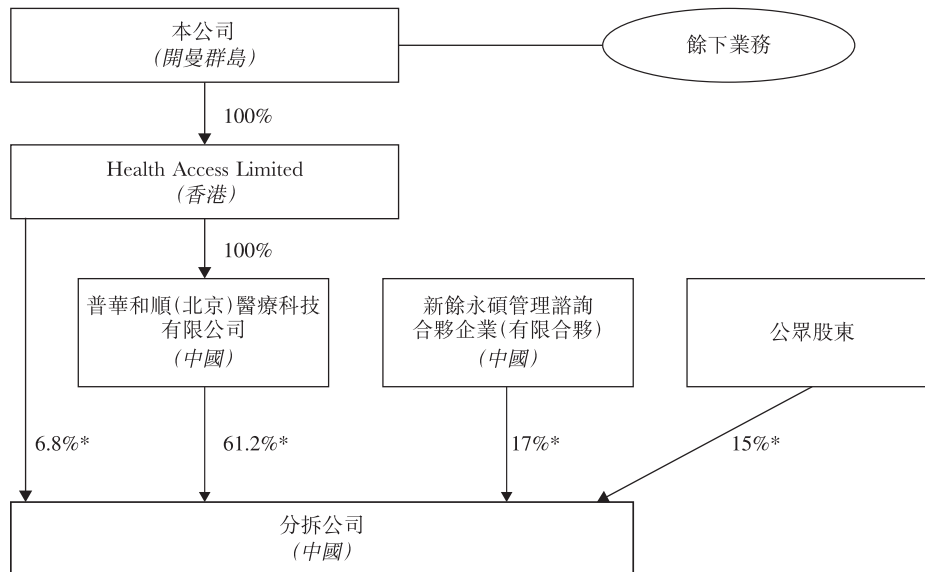 本公司
(開曼群島)
餘下業務
100%
Health Access Limited
(香港)
100%
普華和順(北京)醫療科技
有限公司
(中國)
新餘永碩管理諮詢
合夥企業(有限合夥)
(中國)
公眾股東
6.8%*
61.2%*
17%*
15%*
分拆公司
(中國)